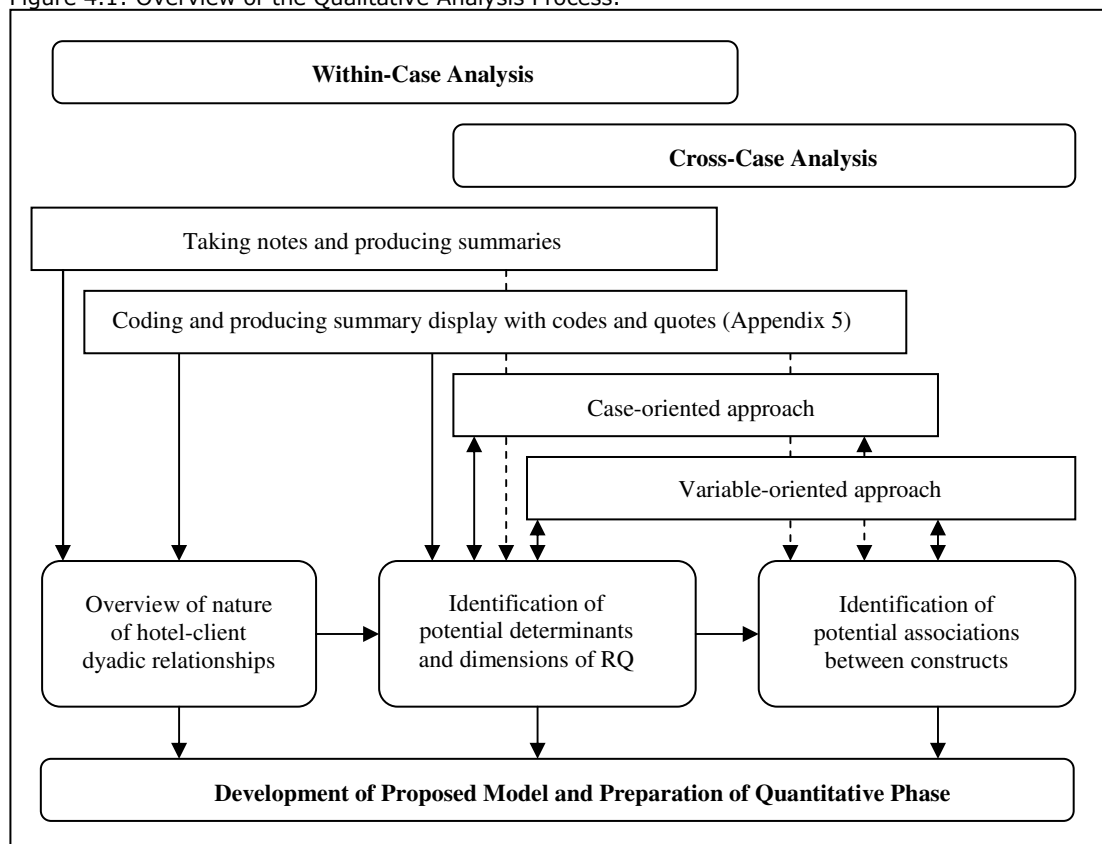 Figure 4.1: Overview of the Qualitative Analysis Process.
Within-Case Analysis
Cross-Case Analysis
Taking notes and producing summaries
Coding and producing summary display with codes and quotes (Appendix 5)
Case-oriented approach
Variable-oriented approach
Overview of nature
of hotel-client
dyadic relationships
Identification of
potential determinants
and dimensions of RQ
Identification of
potential associations
between constructs
Development of Proposed Model and Preparation of Quantitative Phase